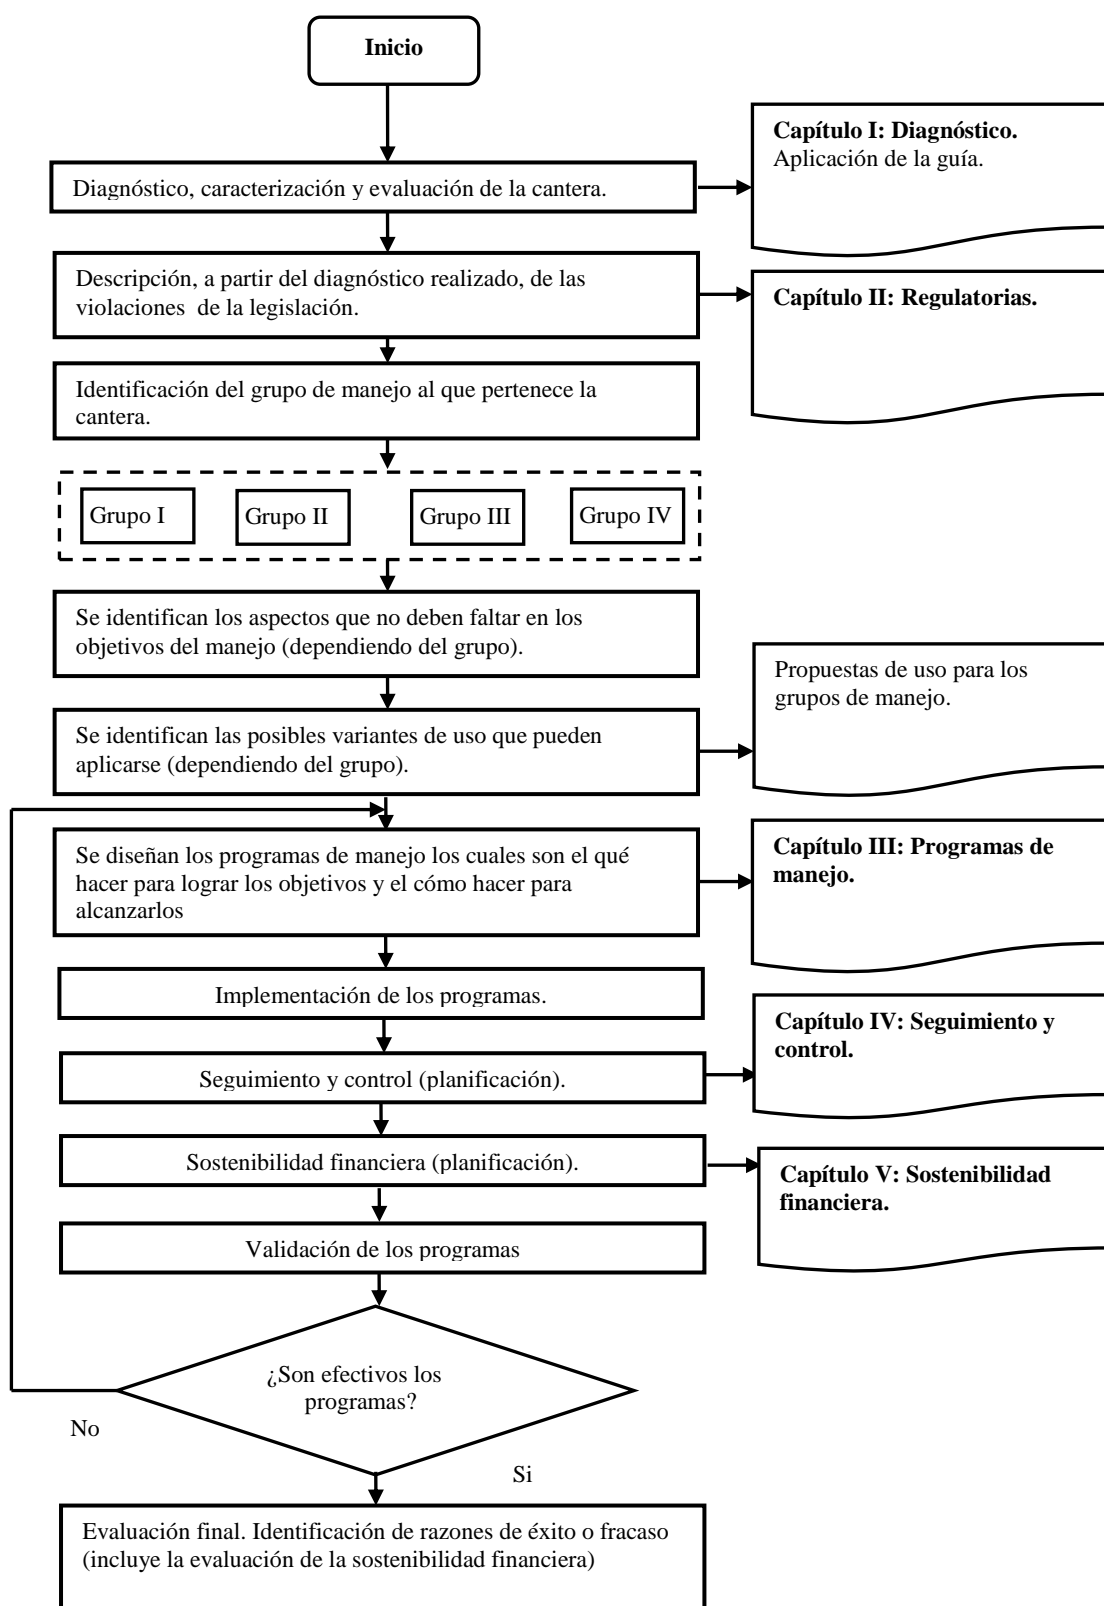 Inicio
Capítulo I: Diagnóstico.
Aplicación de la guía.
Diagnóstico, caracterización y evaluación de la cantera.
Descripción, a partir del diagnóstico realizado, de las
violaciones de la legislación.
Capítulo II: Regulatorias.
Identificación del grupo de manejo al que pertenece la
cantera.
Grupo I
Grupo II
Grupo III
Grupo IV
Se identifican los aspectos que no deben faltar en los
objetivos del manejo (dependiendo del grupo).
Propuestas de uso para los
grupos de manejo.
Se identifican las posibles variantes de uso que pueden
aplicarse (dependiendo del grupo).
Se diseñan los programas de manejo los cuales son el qué
hacer para lograr los objetivos y el cómo hacer para
alcanzarlos
Capítulo III: Programas de
manejo.
Implementación de los programas.
Capítulo IV: Seguimiento y
control.
Seguimiento y control (planificación).
Sostenibilidad financiera (planificación).
Capítulo V: Sostenibilidad
financiera.
Validación de los programas
¿Son efectivos los
programas?
No
Si
Evaluación final. Identificación de razones de éxito o fracaso
(incluye la evaluación de la sostenibilidad financiera)